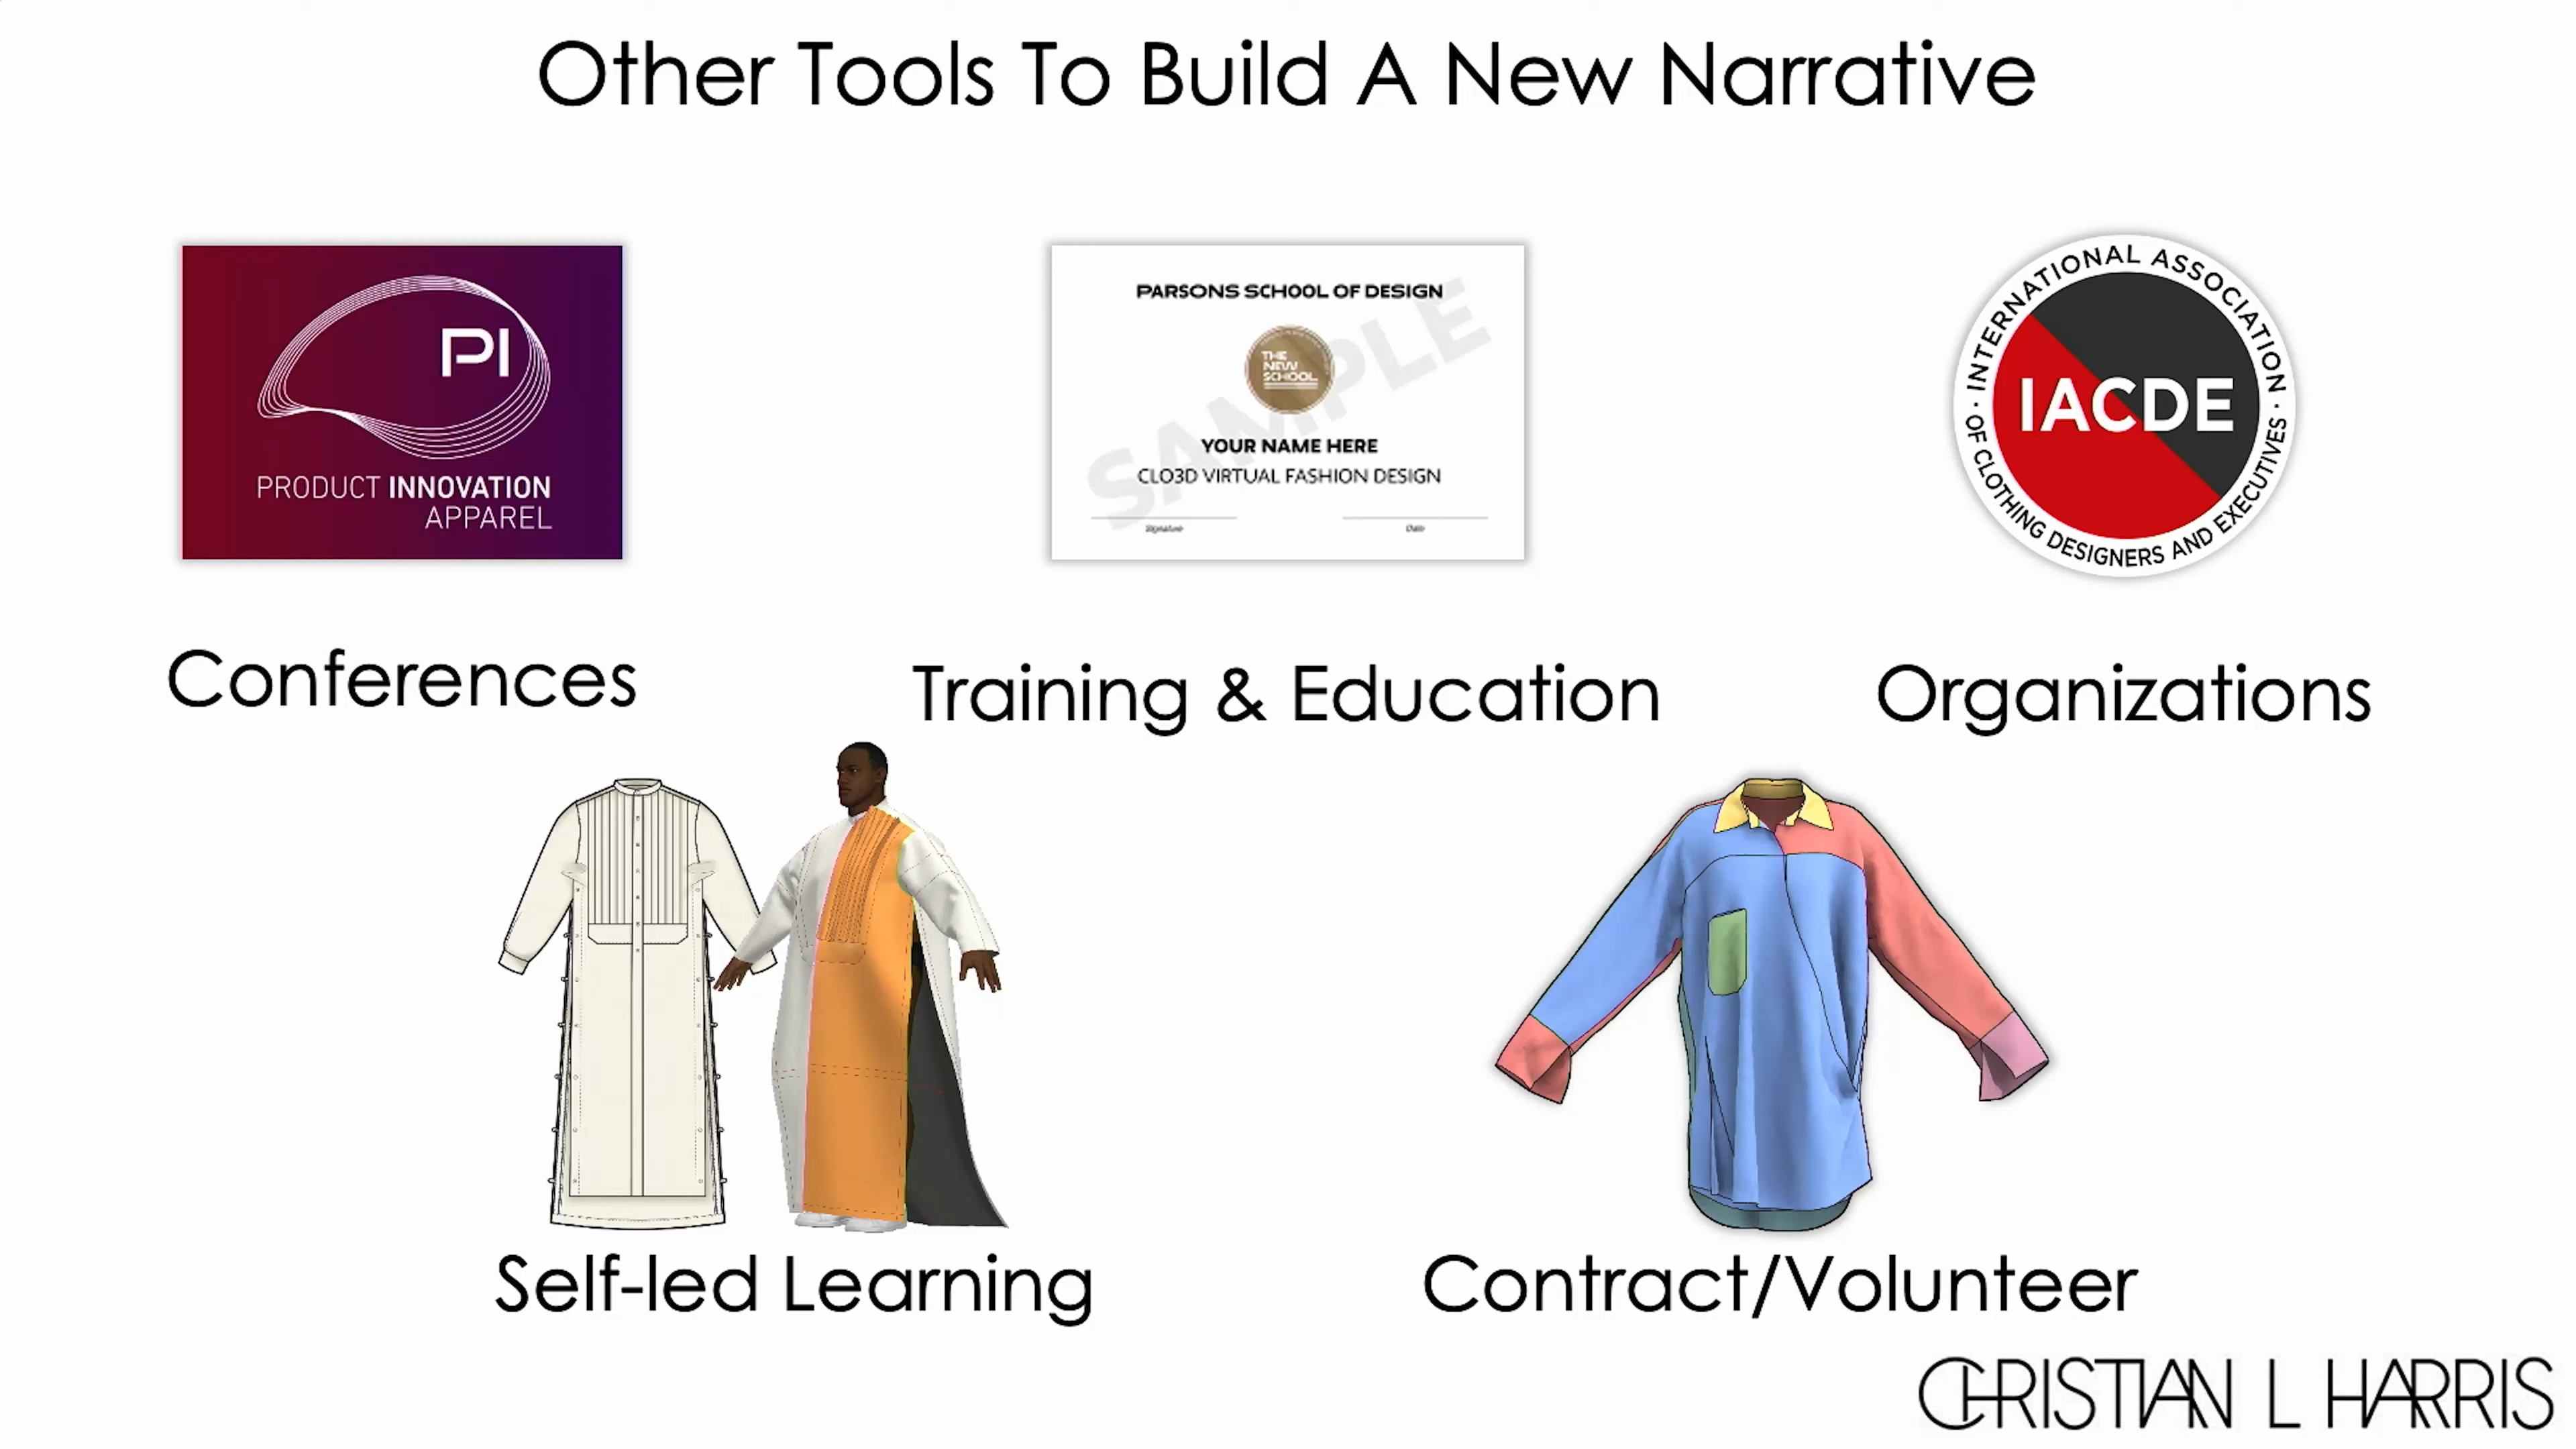 Other Tools To Build A New Narrative
PI
PRODUCT INNOVATION
APPAREL
PARSONS SCHOOL OF DESIGN
THE
NEW
SCHOOL
SAMPLE
YOUR NAME HERE
CLO3D VIRTUAL FASHION DESIGN
Signature
Date
· INTERNATIONAL ASSOCIATION ·
IACDE
OF CLOTHING DESIGNERS AND EXECUTIVES
Conferences
Training & Education
Organizations
Self-led Learning
Contract/Volunteer
CHRISTIAN L HARRIS